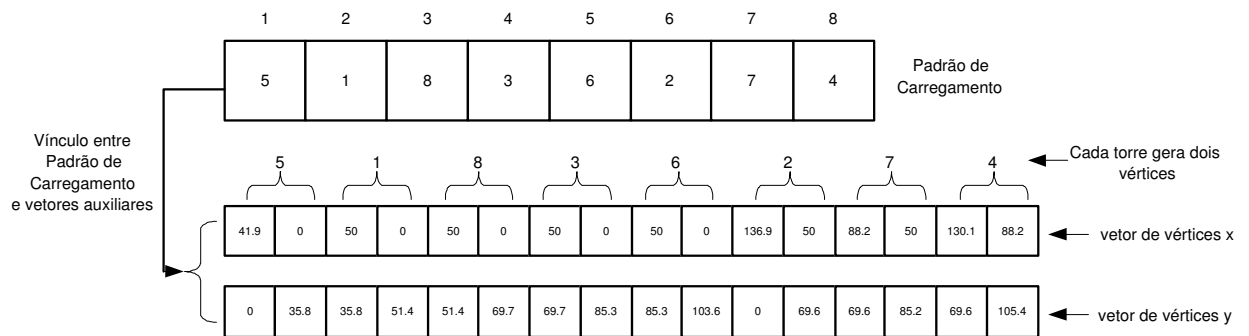 1 2 3 4 5 6 7 8
5 1 8 3 6 2 7 4
Padrão de
Carregamento
Vínculo entre
Padrão de
Carregamento
e vetores auxiliares
5 1 8 3 6 2 7 4
Cada torre gera dois
vértices
41.9 0 50 0 50 0 50 0 50 0 136.9 50 88.2 50 130.1 88.2
vetor de vértices x
0 35.8 35.8 51.4 51.4 69.7 69.7 85.3 85.3 103.6 0 69.6 69.6 85.2 69.6 105.4
vetor de vértices y